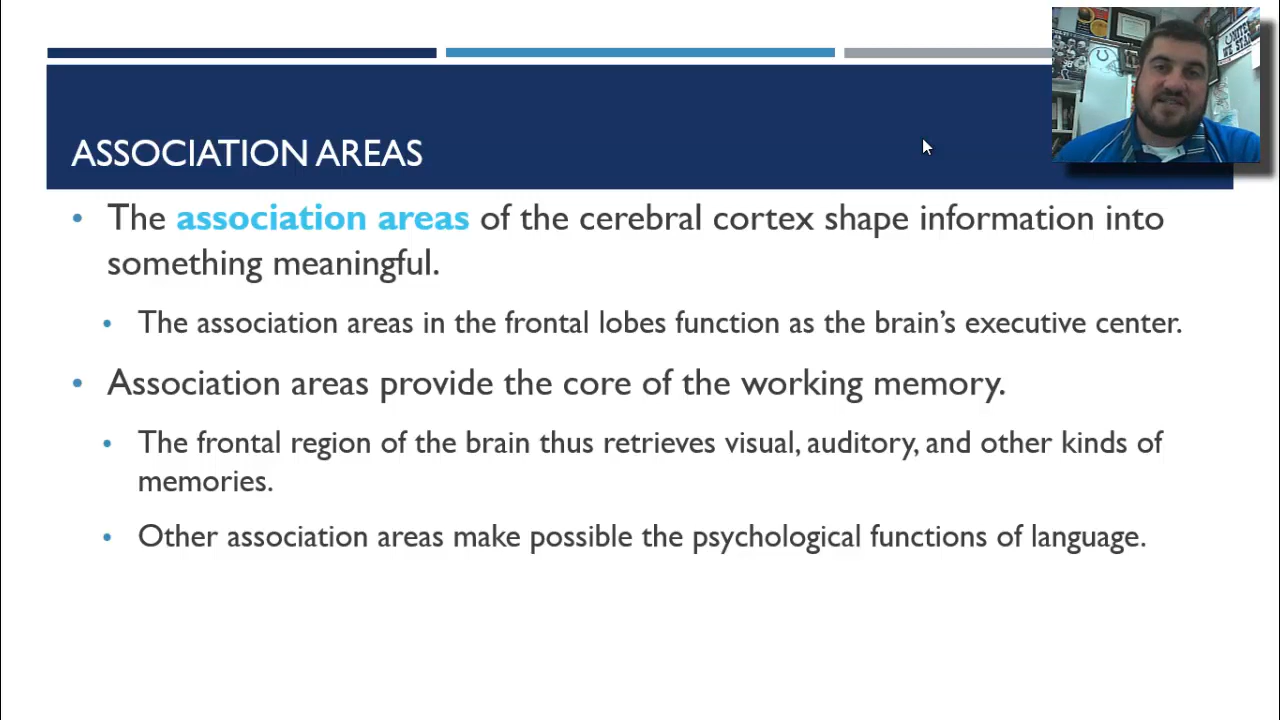 ASSOCIATION AREAS
• The association areas of the cerebral cortex shape information into
something meaningful.
• The association areas in the frontal lobes function as the brain’s executive center.
• Association areas provide the core of the working memory.
• The frontal region of the brain thus retrieves visual, auditory, and other kinds of
memories.
• Other association areas make possible the psychological functions of language.